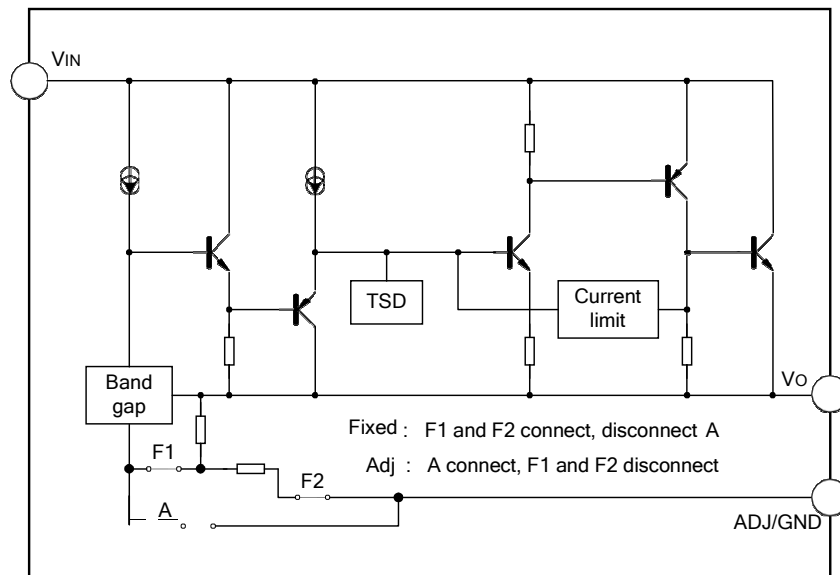 VIN
TSD
Current
limit
Band
gap
VO
Fixed : F1 and F2 connect, disconnect A
Adj : A connect, F1 and F2 disconnect
F1
F2
A
ADJ/GND